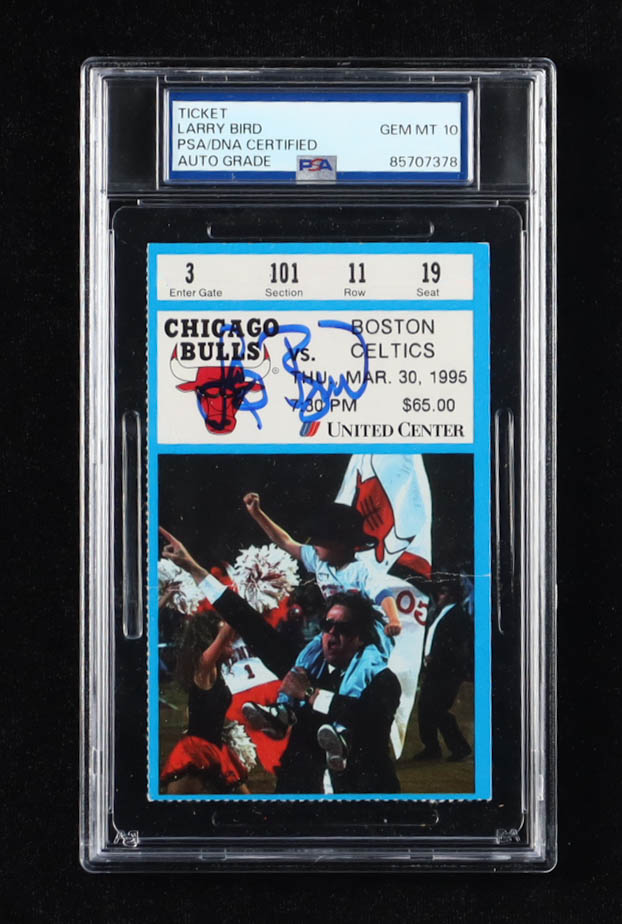 TICKET
LARRY BIRD GEM MT 10
PSA/DNA CERTIFIED
AUTO GRADE PSA 85707378
3 101 11 19
Enter Gate Section Row Seat
CHICAGO BOSTON
BULLS VS. CELTICS
®
THU. MAR. 30, 1995
7:30 PM $65.00
UNITED CENTER
1